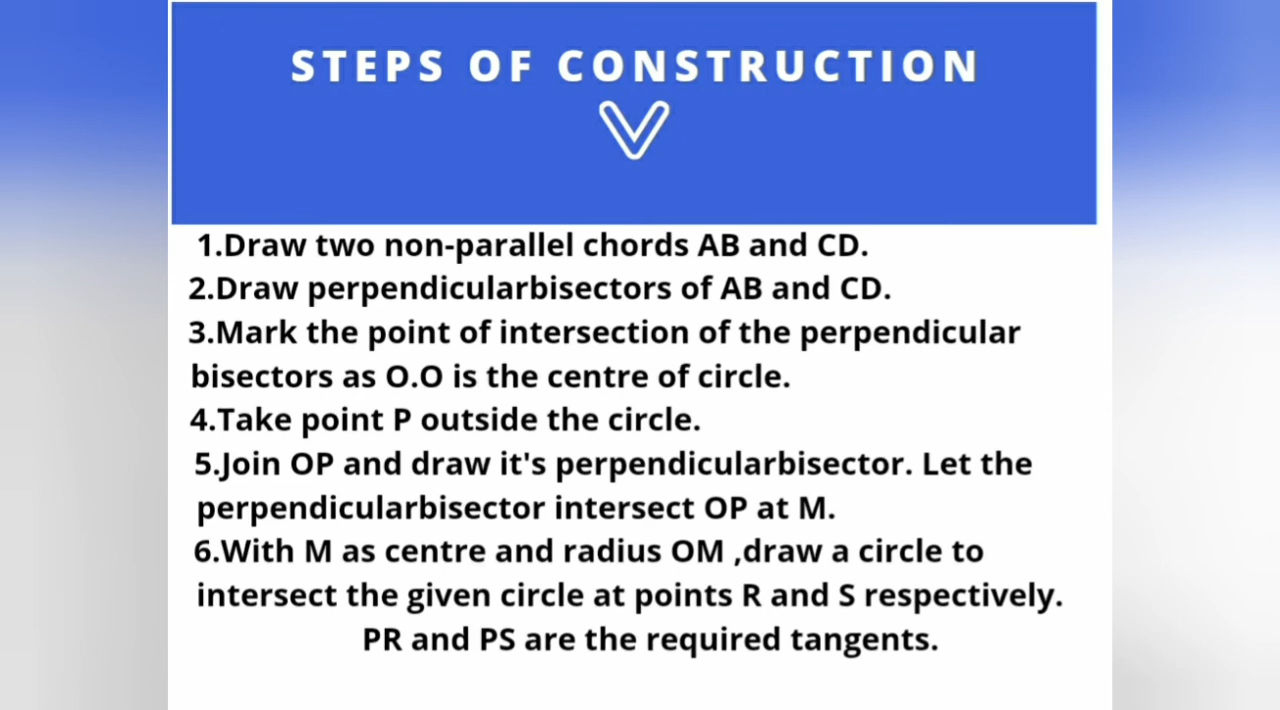 STEPS OF CONSTRUCTION
1.Draw two non-parallel chords AB and CD.
2.Draw perpendicularbisectors of AB and CD.
3.Mark the point of intersection of the perpendicular
bisectors as O.O is the centre of circle.
4.Take point P outside the circle.
5.Join OP and draw it's perpendicularbisector. Let the
perpendicularbisector intersect OP at M.
6.With M as centre and radius OM ,draw a circle to
intersect the given circle at points R and S respectively.
PR and PS are the required tangents.